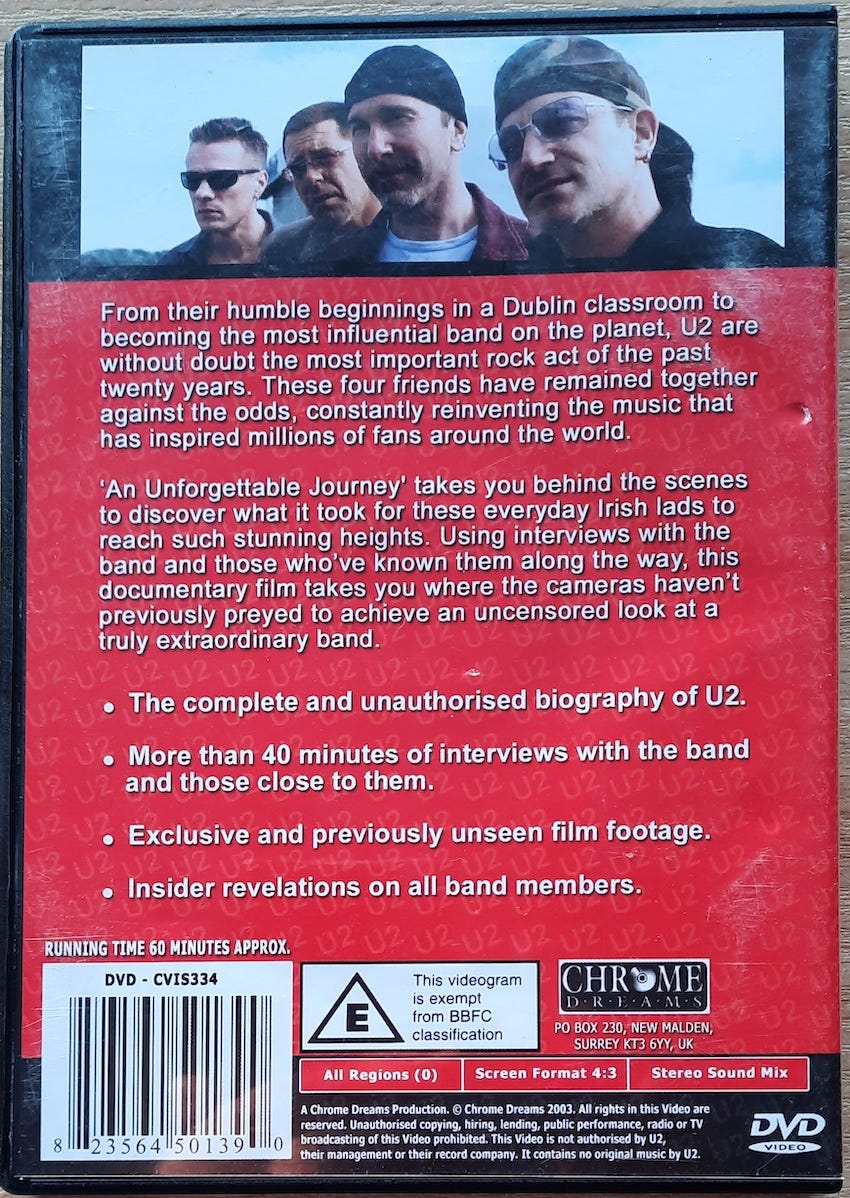 From their humble beginnings in a Dublin classroom to
becoming the most influential band on the planet, U2 are
without doubt the most important rock act of the past
twenty years. These four friends have remained together
against the odds, constantly reinventing the music that
has inspired millions of fans around the world.
‘An Unforgettable Journey’ takes you behind the scenes
to discover what it took for these everyday Irish lads to
reach such stunning heights. Using interviews with the
band and those who’ve known them along the way, this
documentary film takes you where the cameras haven’t
previously preyed to achieve an uncensored look at a
truly extraordinary band.
• The complete and unauthorised biography of U2.
• More than 40 minutes of interviews with the band
and those close to them.
• Exclusive and previously unseen film footage.
• Insider revelations on all band members.
RUNNING TIME 60 MINUTES APPROX.
DVD - CVIS334
8 23564 50139 0
E
This videogram
is exempt
from BBFC
classification
CHROME
DREAMS
PO BOX 230, NEW MALDEN,
SURREY KT3 6YY, UK
All Regions (0)
Screen Format 4:3
Stereo Sound Mix
A Chrome Dreams Production. © Chrome Dreams 2003. All rights in this Video are
reserved. Unauthorised copying, hiring, lending, public performance, radio or TV
broadcasting of this Video prohibited. This Video is not authorised by U2,
their management or their record company. It contains no original music by U2.
DVD
VIDEO